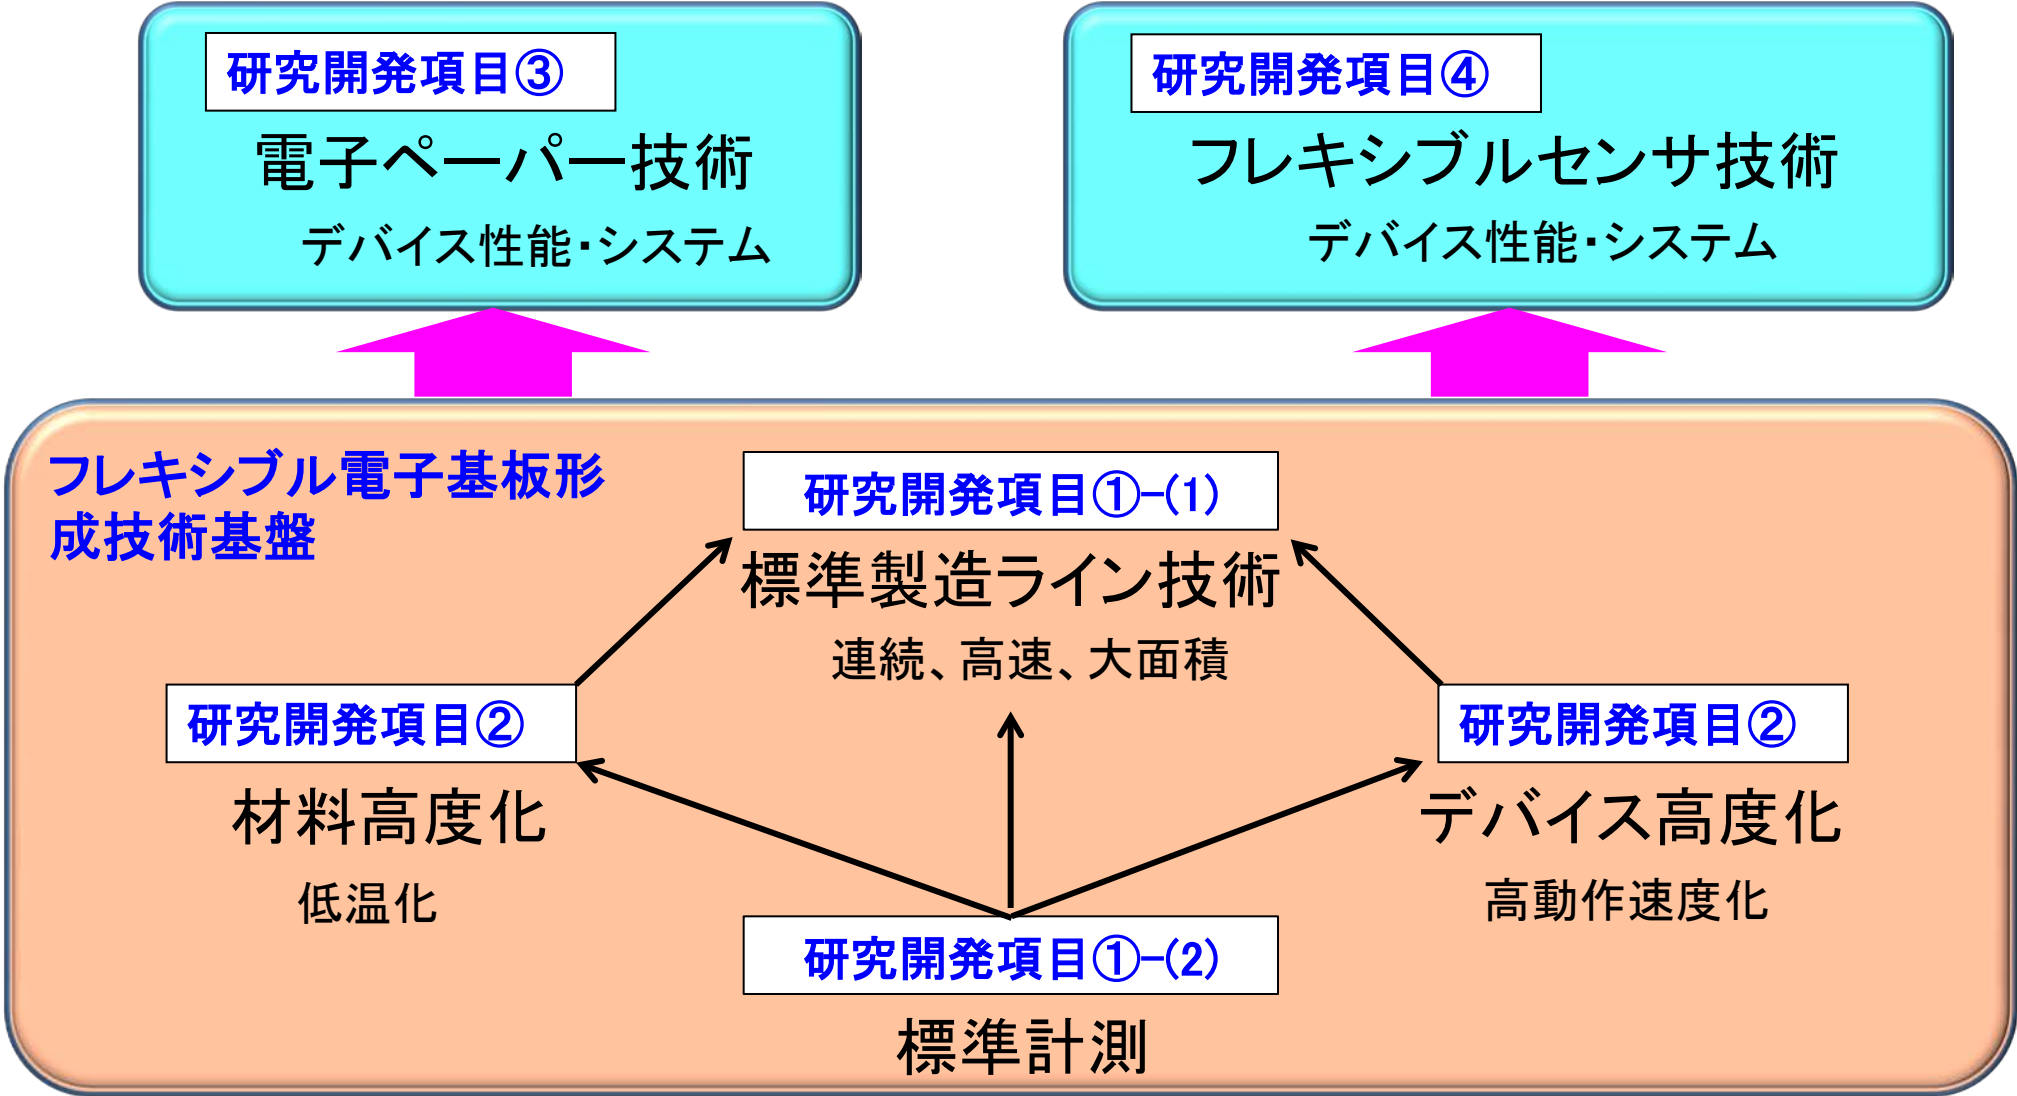 研究開発項目③
電子ペーパー技術
デバイス性能・システム
研究開発項目④
フレキシブルセンサ技術
デバイス性能・システム
フレキシブル電子基板形
成技術基盤
研究開発項目①-(1)
標準製造ライン技術
連続、高速、大面積
研究開発項目②
材料高度化
低温化
研究開発項目②
デバイス高度化
高動作速度化
研究開発項目①-(2)
標準計測